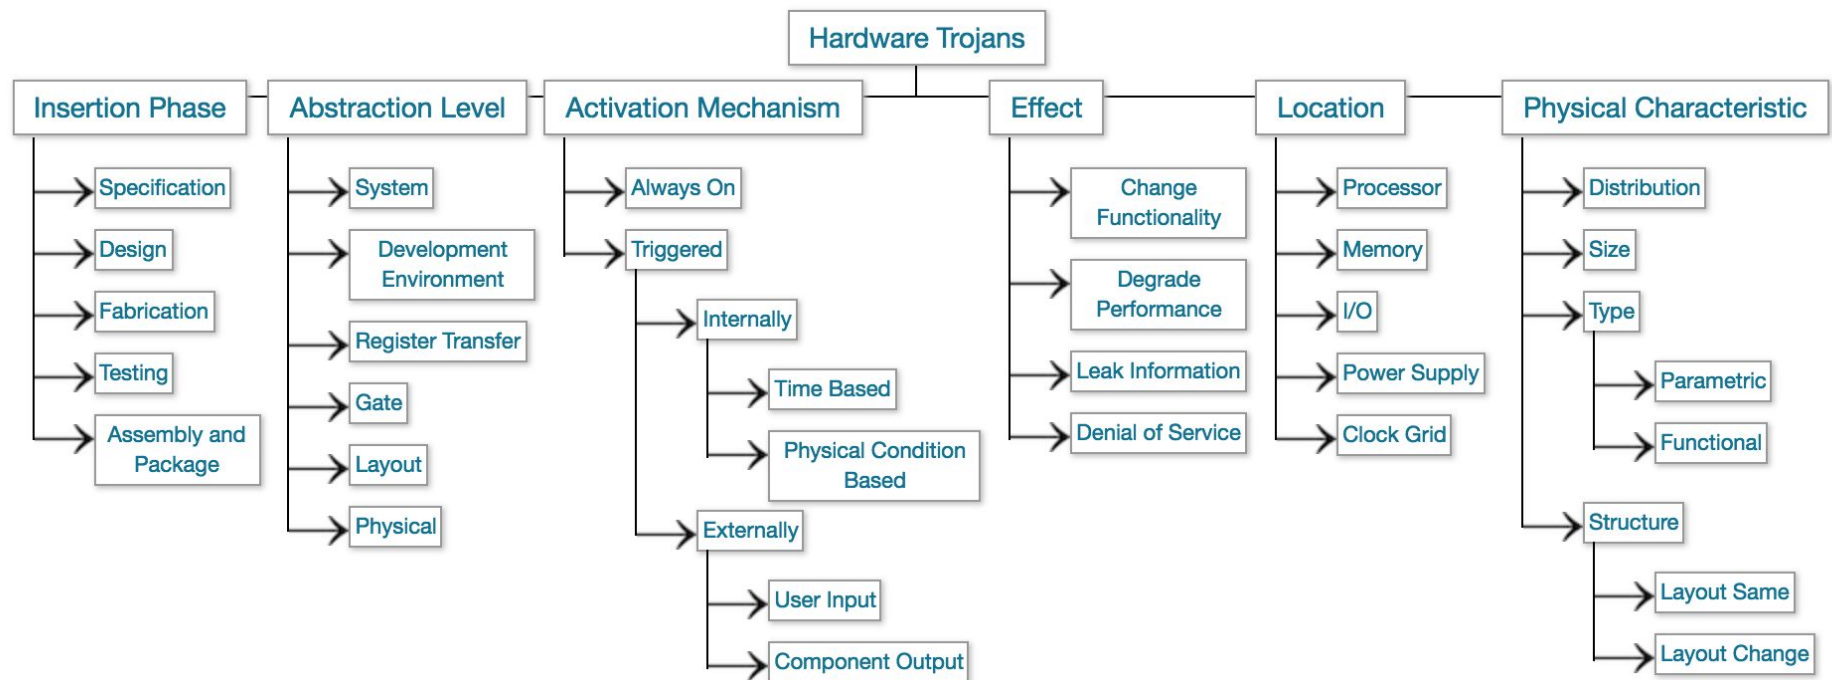 Hardware Trojans
Insertion Phase
Specification
Design
Fabrication
Testing
Assembly and
Package
Abstraction Level
System
Development
Environment
Register Transfer
Gate
Layout
Physical
Activation Mechanism
Always On
Triggered
Internally
Time Based
Physical Condition
Based
Externally
User Input
Component Output
Effect
Change
Functionality
Degrade
Performance
Leak Information
Denial of Service
Location
Processor
Memory
I/O
Power Supply
Clock Grid
Physical Characteristic
Distribution
Size
Type
Parametric
Functional
Structure
Layout Same
Layout Change